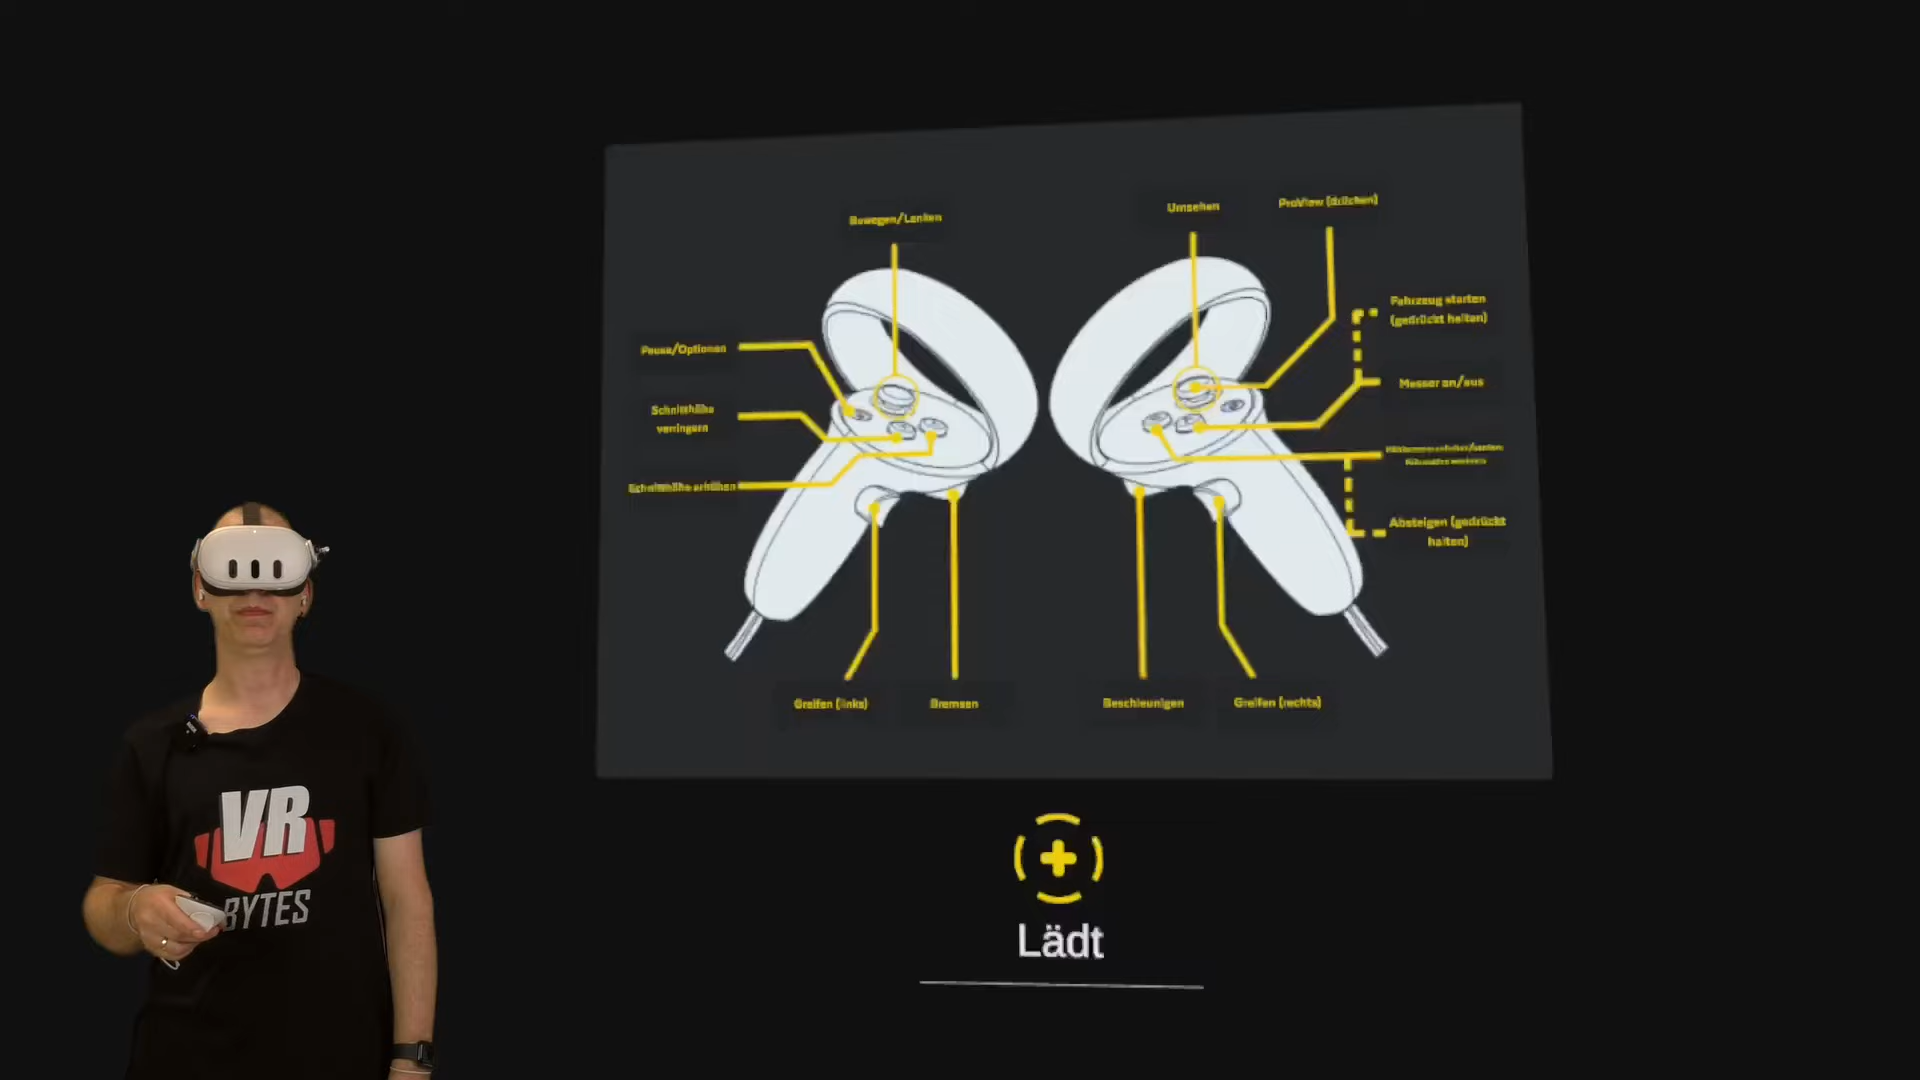 Bewegen/Lenken
Umsehen
ProView (drücken)
Fahrzeug starten
(gedrückt halten)
Pause/Optionen
Messer an/aus
Schnitthöhe
verringern
Schnitthöhe erhöhen
Absteigen (gedrückt
halten)
Greifen (links)
Bremsen
Beschleunigen
Greifen (rechts)
VR
BYTES
Lädt